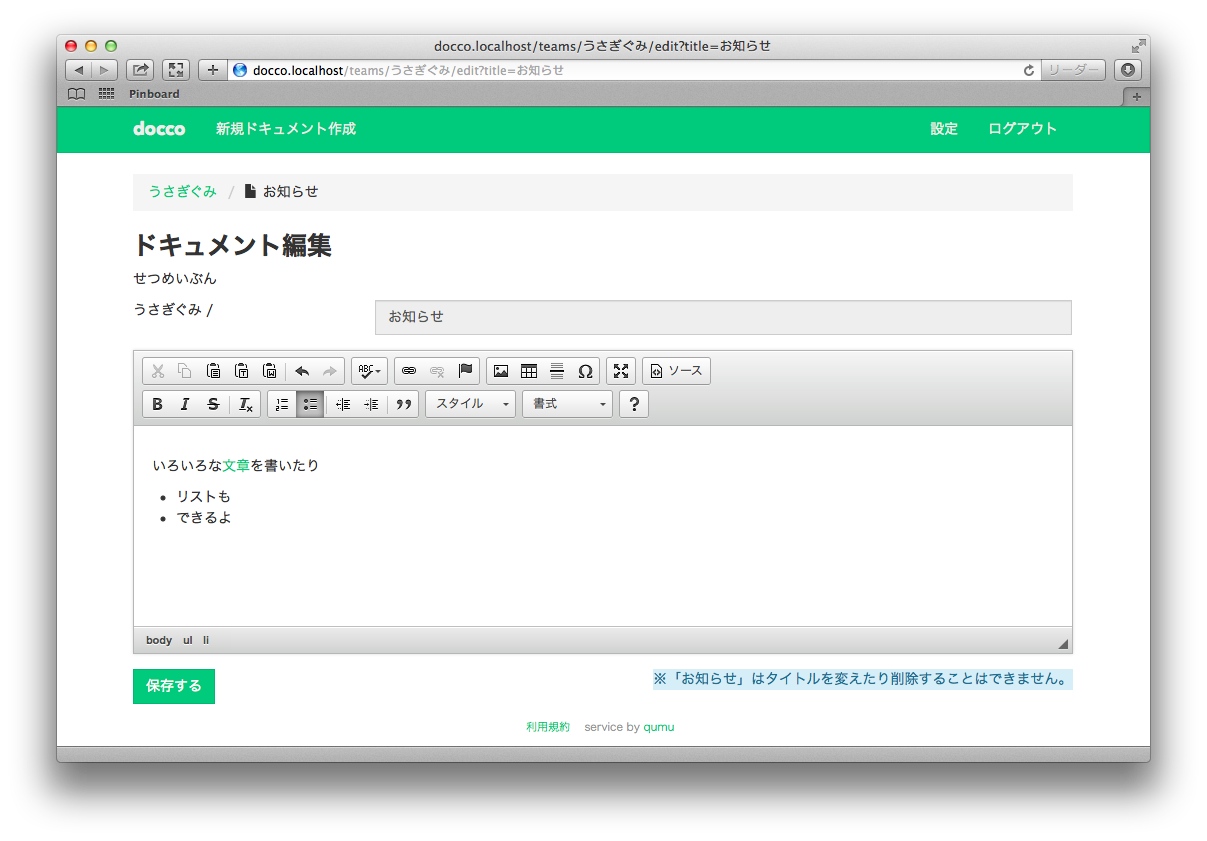 docco.localhost/teams/うさぎぐみ/edit?title=お知らせ
docco.localhost/teams/うさぎぐみ/edit?title=お知らせ
リーダー
Pinboard
docco 新規ドキュメント作成 設定 ログアウト
うさぎぐみ / お知らせ
ドキュメント編集
せつめいぶん
うさぎぐみ / お知らせ
ABC ソース
B I S Tx スタイル 書式 ?
いろいろな文章を書いたり
• リストも
• できるよ
body ul li
保存する ※「お知らせ」はタイトルを変えたり削除することはできません。
利用規約 service by qumu